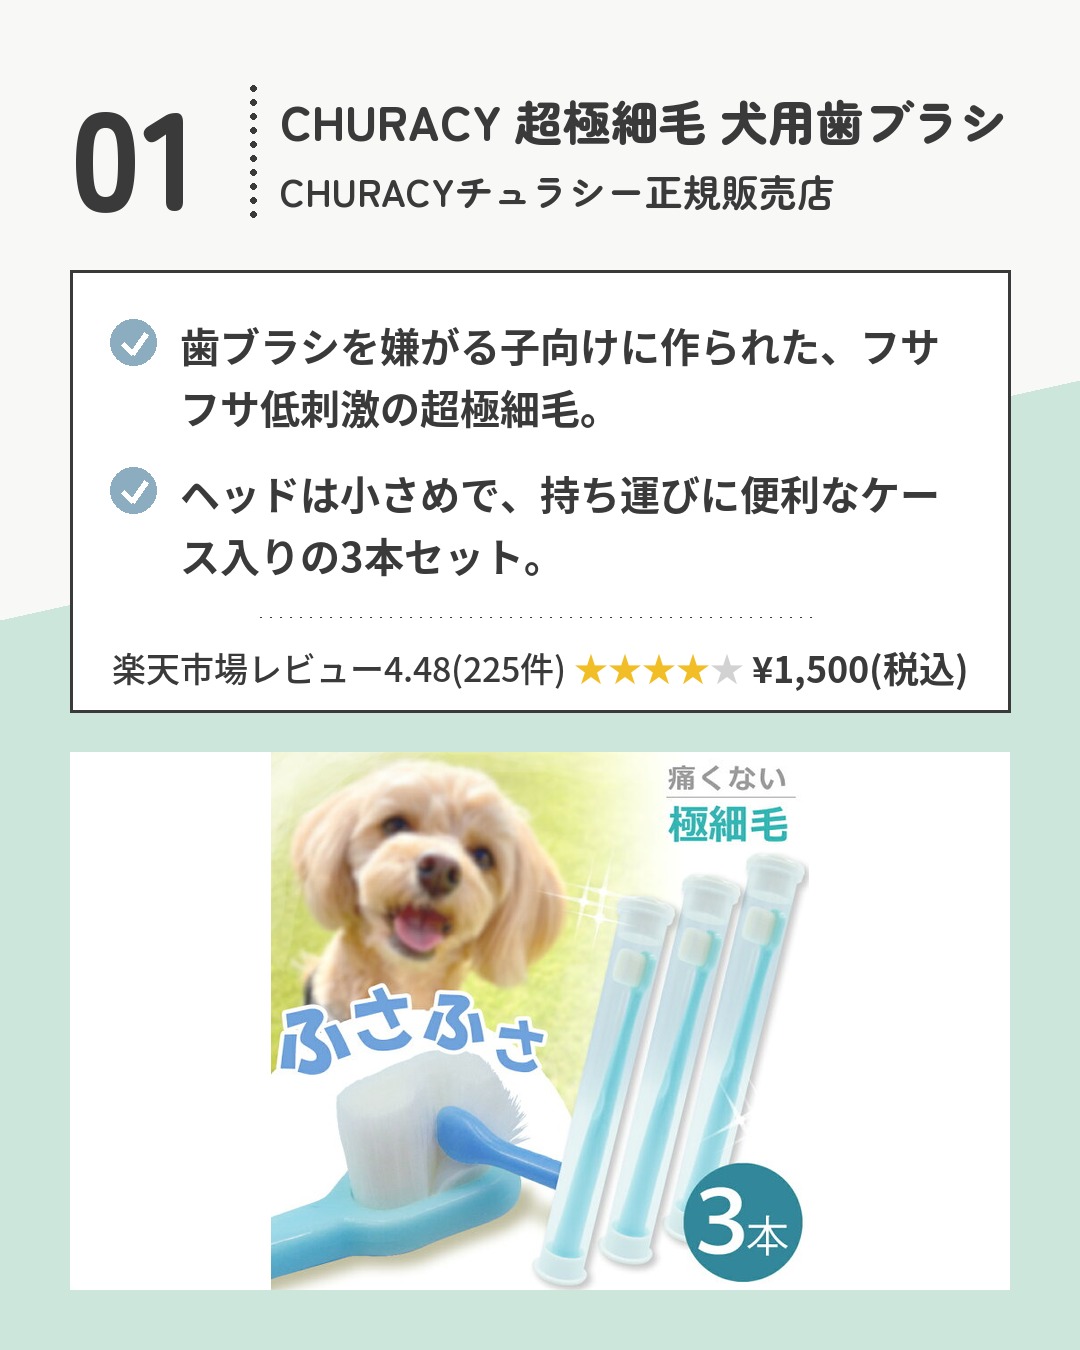 01
CHURACY 超極細毛 犬用歯ブラシ
CHURACYチュラシー正規販売店
歯ブラシを嫌がる子向けに作られた、フサ
フサ低刺激の超極細毛。
ヘッドは小さめで、持ち運びに便利なケー
ス入りの3本セット。
楽天市場レビュー4.48(225件) ★★★★★ ¥1,500(税込)
痛くない
極細毛
ふさふさ
3本